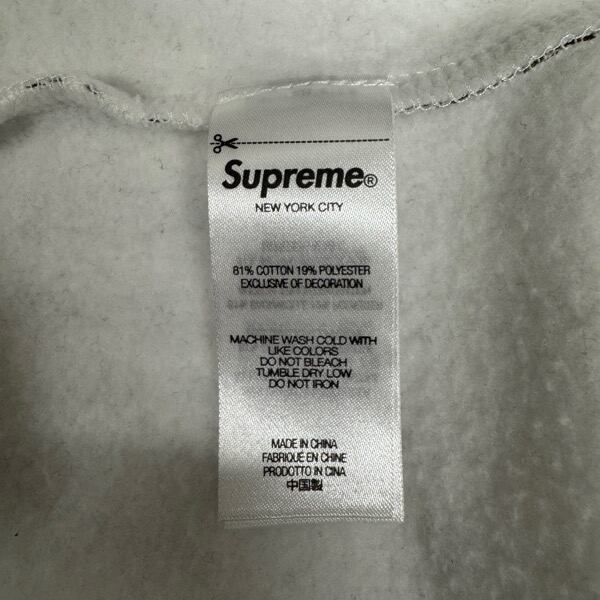 Supreme®
NEW YORK CITY
81% COTTON 19% POLYESTER
EXCLUSIVE OF DECORATION
MACHINE WASH COLD WITH
LIKE COLORS
DO NOT BLEACH
TUMBLE DRY LOW
DO NOT IRON
MADE IN CHINA
FABRIQUÉ EN CHINE
PRODOTTO IN CINA
中国製